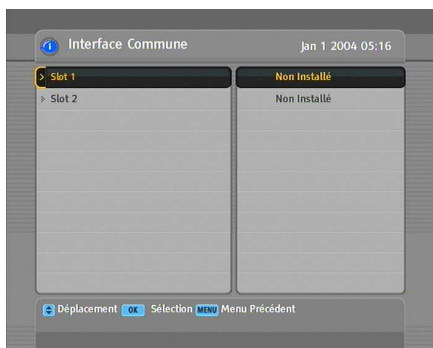 Interface Commune Jan 1 2004 05:16
Slot 1 Non Installé
Slot 2 Non Installé
Déplacement OK Sélection MENU Menu Précédent